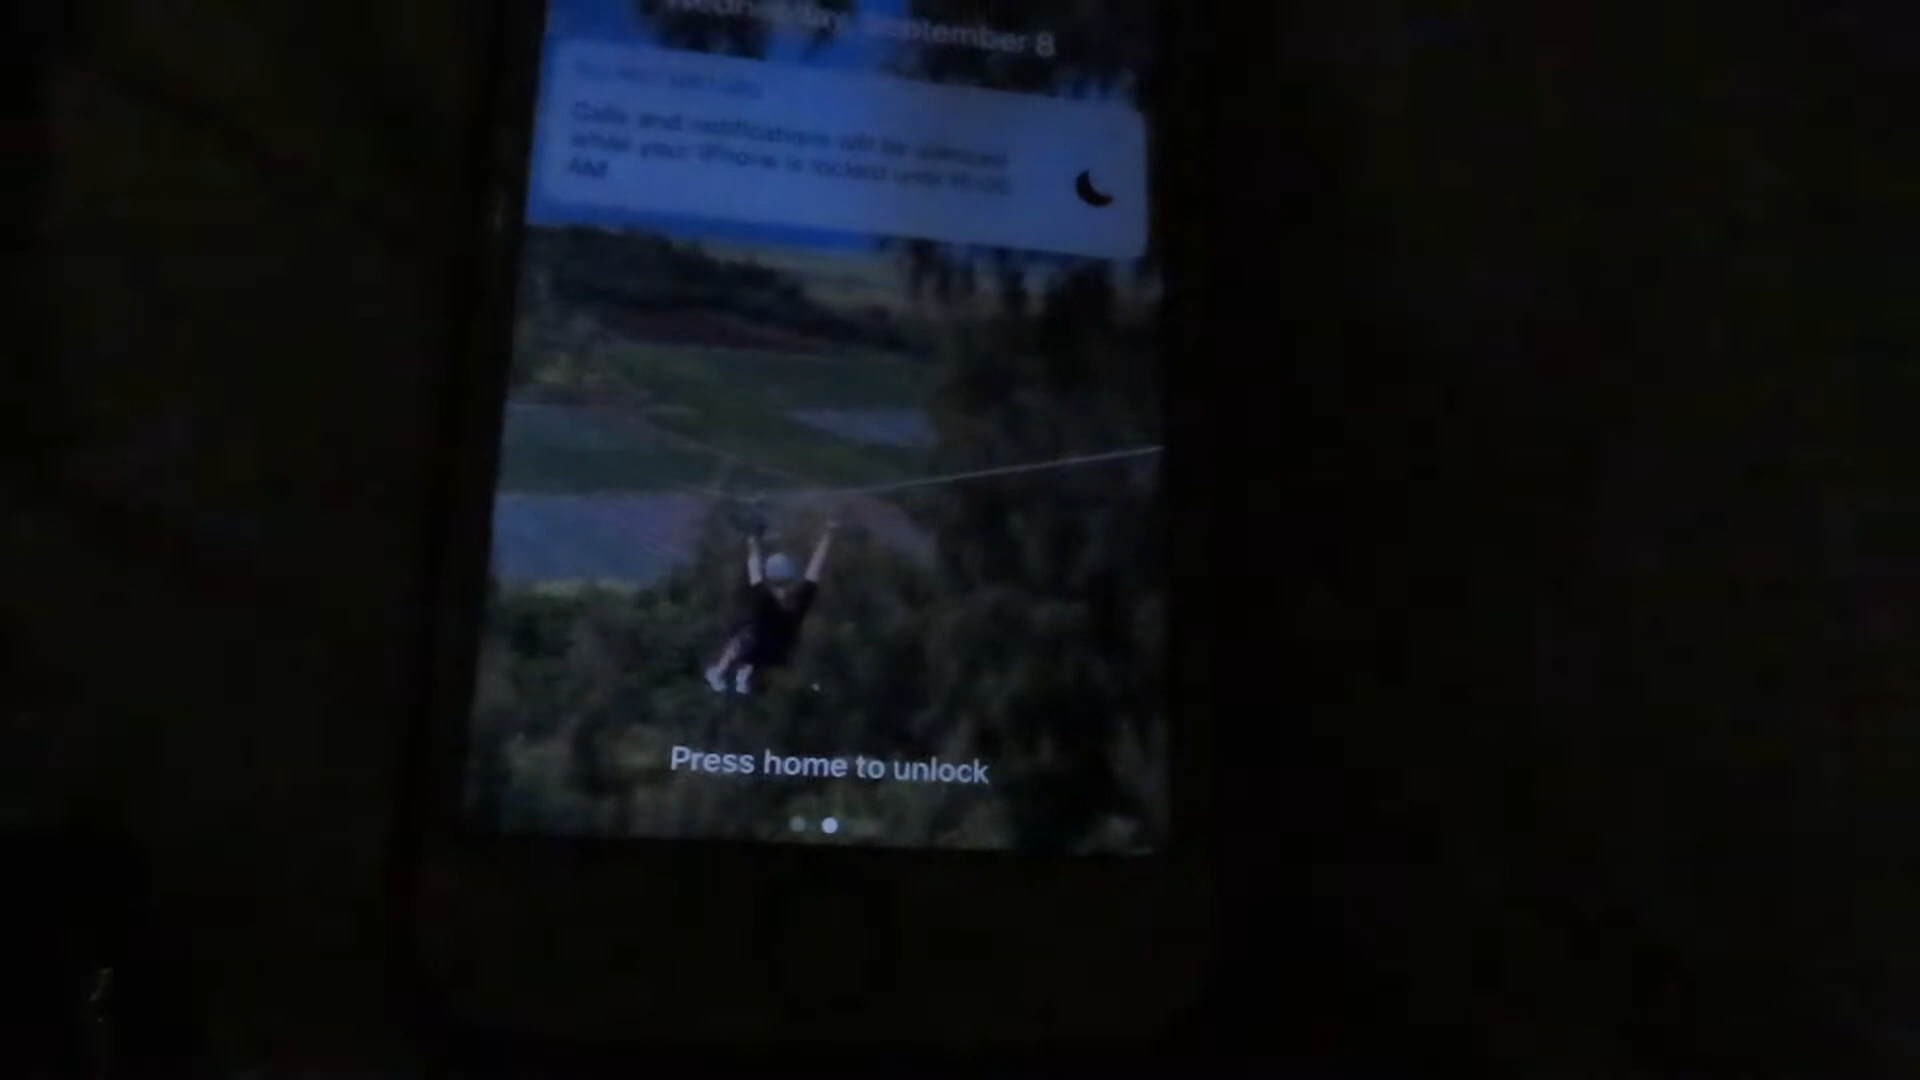 Wednesday, September 8
Calls and notifications will be silenced
while your iPhone is locked until
AM.
Press home to unlock